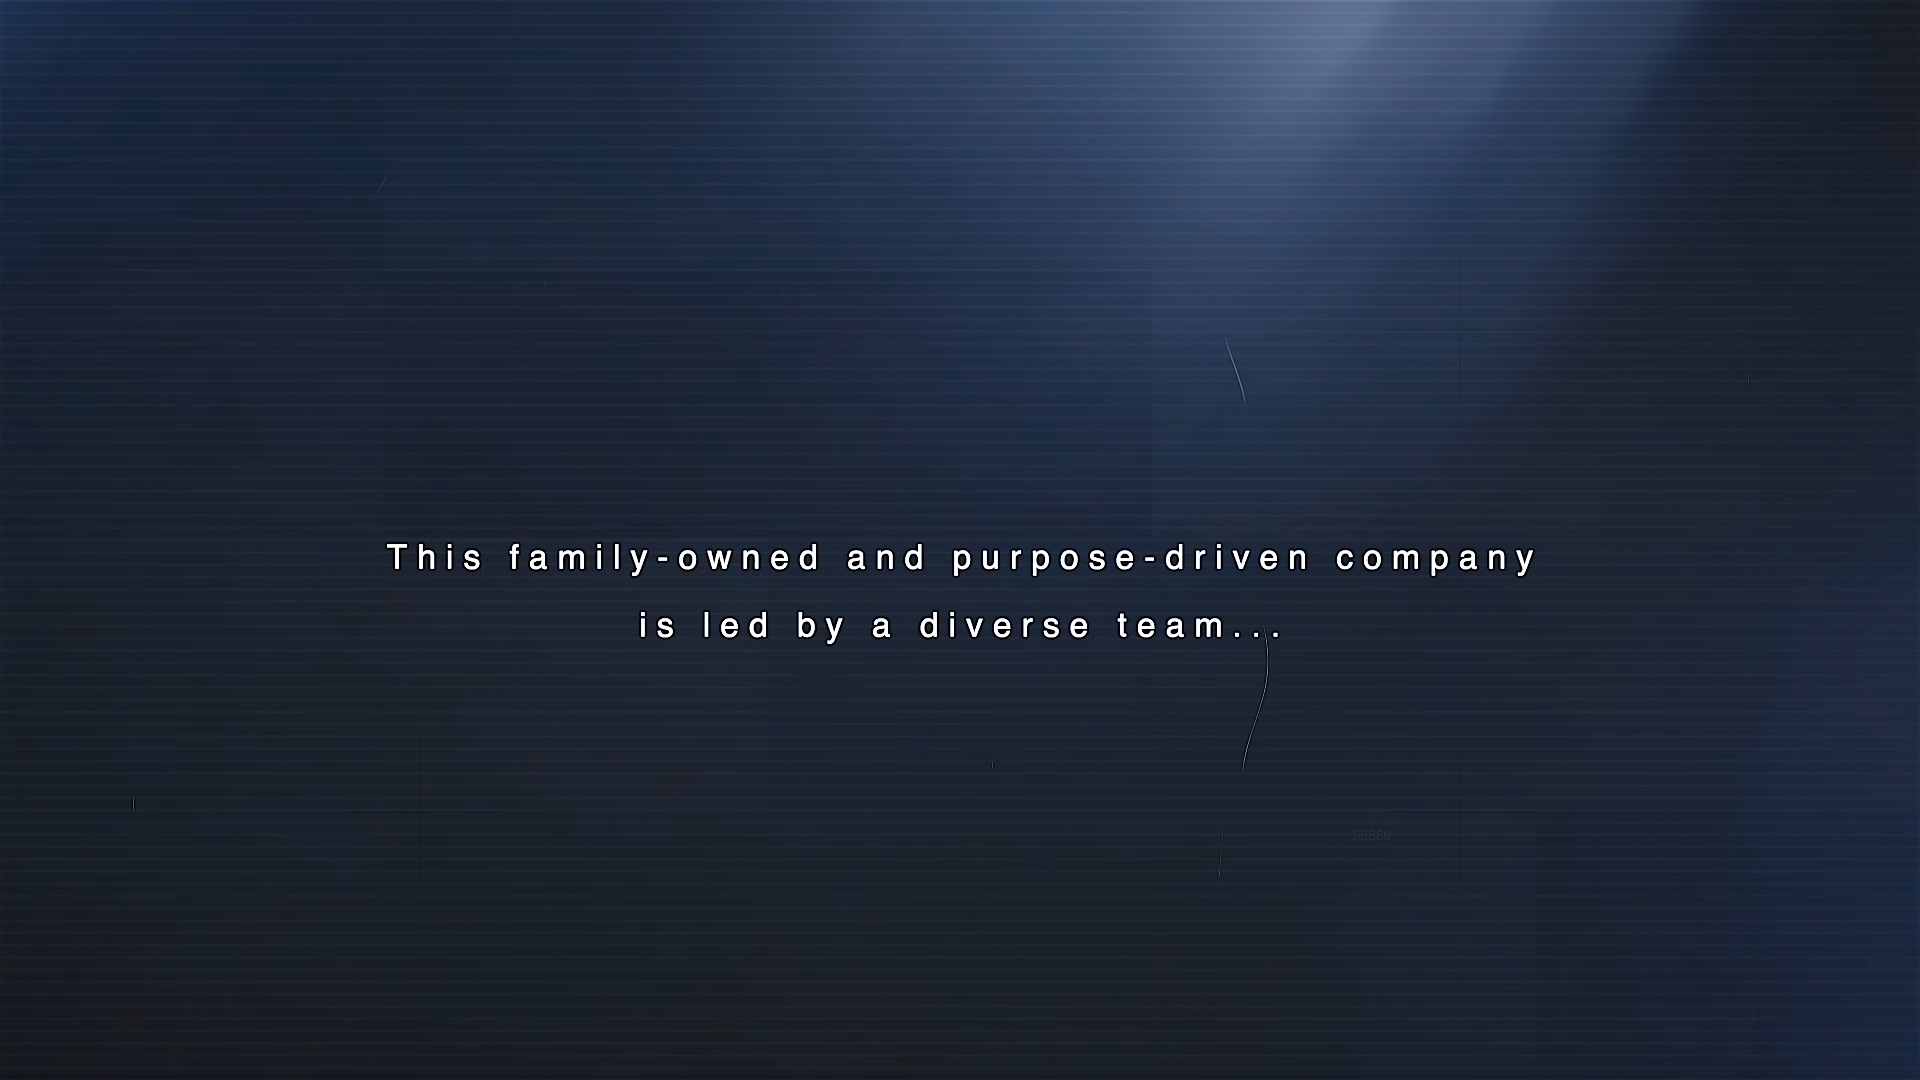 This family-owned and purpose-driven company
is led by a diverse team...